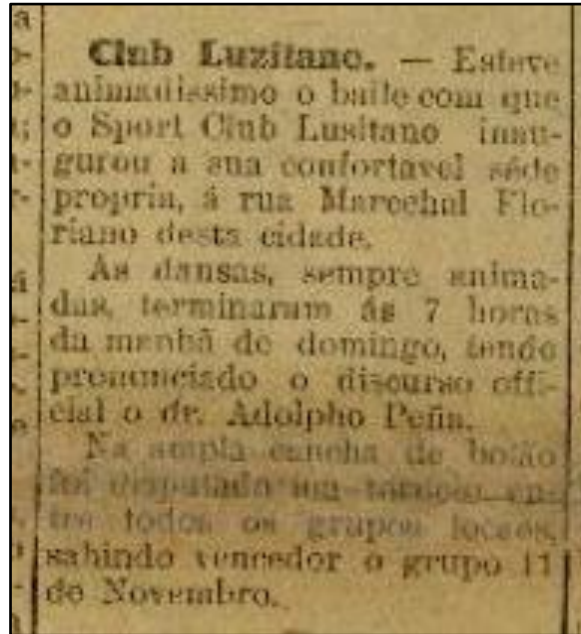 Club Luzitano. — Esteve
animadissimo o baile com que
o Sport Club Lusitano inau-
gurou a sua confortavel séde
propria, á rua Marechal Flo-
riano desta cidade.
As dansas, sempre anima-
das, terminaram ás 7 horas
da manhã de domingo, tendo
pronunciado o discurso offi-
cial o dr. Adolpho Peña.
Na ampla cancha de bolão
foi disputado um torneio en-
tre todos os grupos locaes,
sahindo vencedor o grupo 11
de Novembro.